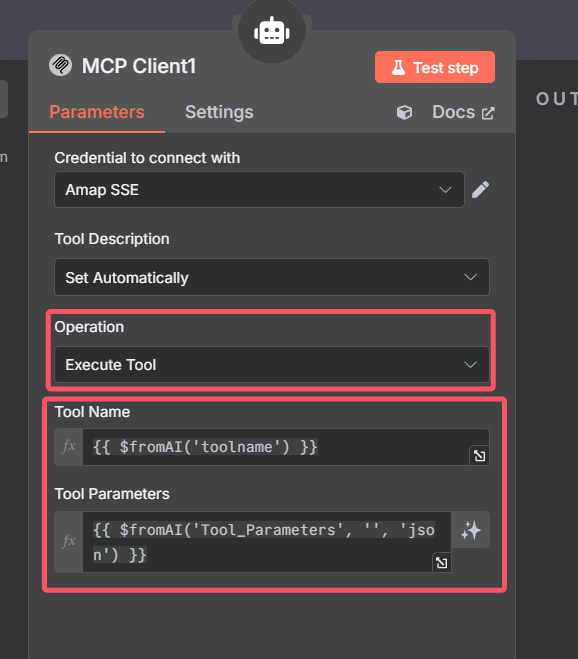 MCP Client1
Test step
Parameters
Settings
Docs
OUT
m
Credential to connect with
Amap SSE
Tool Description
Set Automatically
Operation
Execute Tool
Tool Name
fx
{{ $fromAI('toolname') }}
Tool Parameters
fx
{{ $fromAI('Tool_Parameters', '', 'jso
n') }}